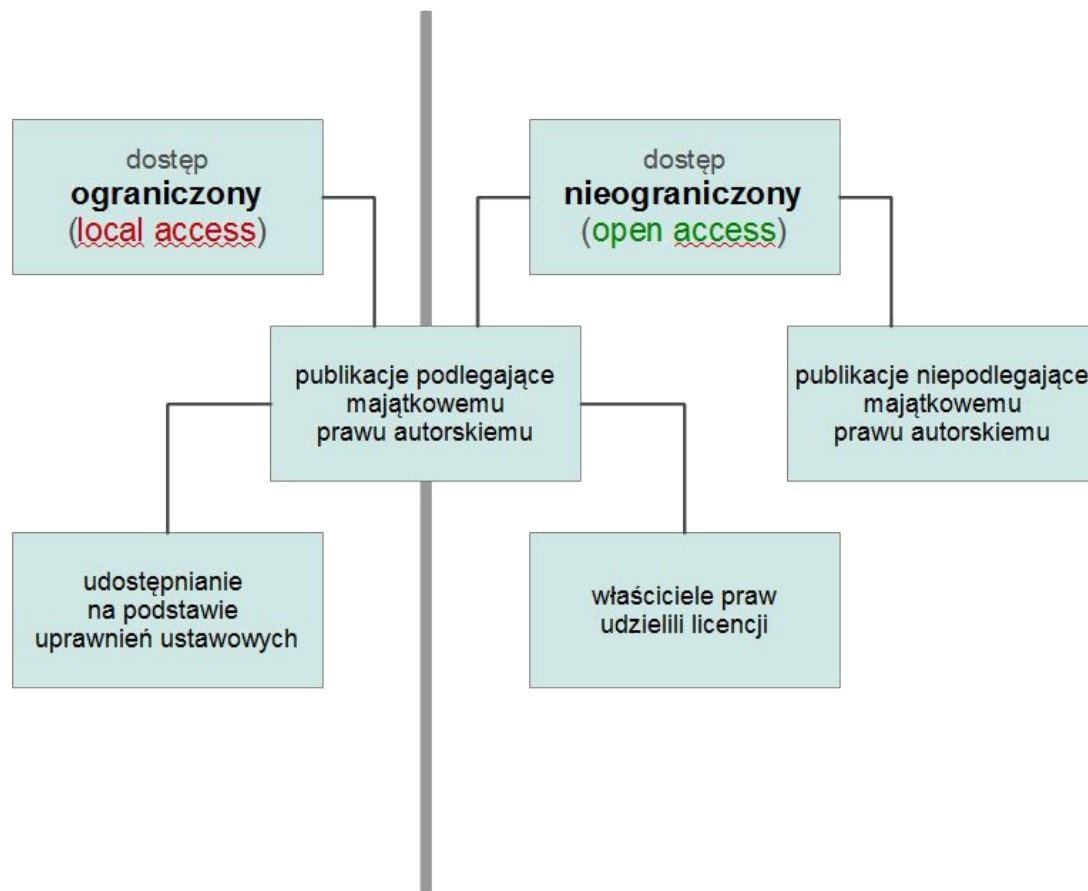 dostęp
ograniczony
(local access)
dostęp
nieograniczony
(open access)
publikacje podlegające
majątkowemu
prawu autorskiemu
publikacje niepodlegające
majątkowemu
prawu autorskiemu
udostępnianie
na podstawie
uprawnień ustawowych
właściciele praw
udzielili licencji